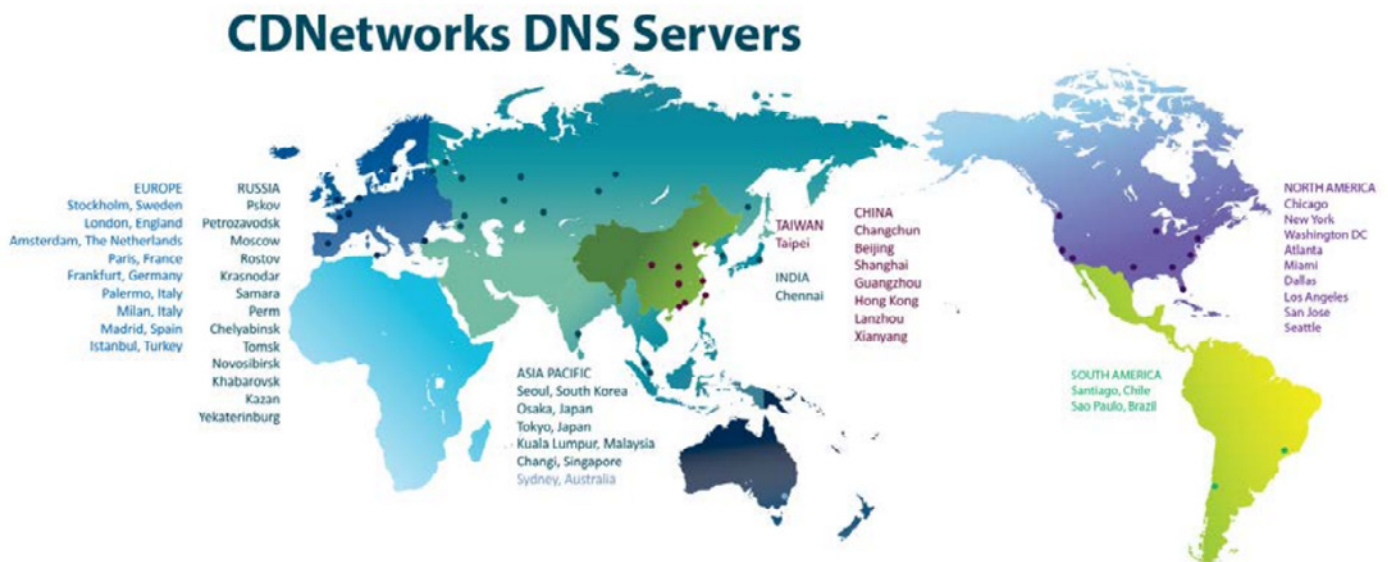 CDNetworks DNS Servers
EUROPE
Stockholm, Sweden
London, England
Amsterdam, The Netherlands
Paris, France
Frankfurt, Germany
Palermo, Italy
Milan, Italy
Madrid, Spain
Istanbul, Turkey
RUSSIA
Pskov
Petrozavodsk
Moscow
Rostov
Krasnodar
Samara
Perm
Chelyabinsk
Tomsk
Novosibirsk
Khabarovsk
Kazan
Yekaterinburg
ASIA PACIFIC
Seoul, South Korea
Osaka, Japan
Tokyo, Japan
Kuala Lumpur, Malaysia
Changi, Singapore
Sydney, Australia
TAIWAN
Taipei
INDIA
Chennai
CHINA
Changchun
Beijing
Shanghai
Guangzhou
Hong Kong
Lanzhou
Xianyang
SOUTH AMERICA
Santiago, Chile
Sao Paulo, Brazil
NORTH AMERICA
Chicago
New York
Washington DC
Atlanta
Miami
Dallas
Los Angeles
San Jose
Seattle